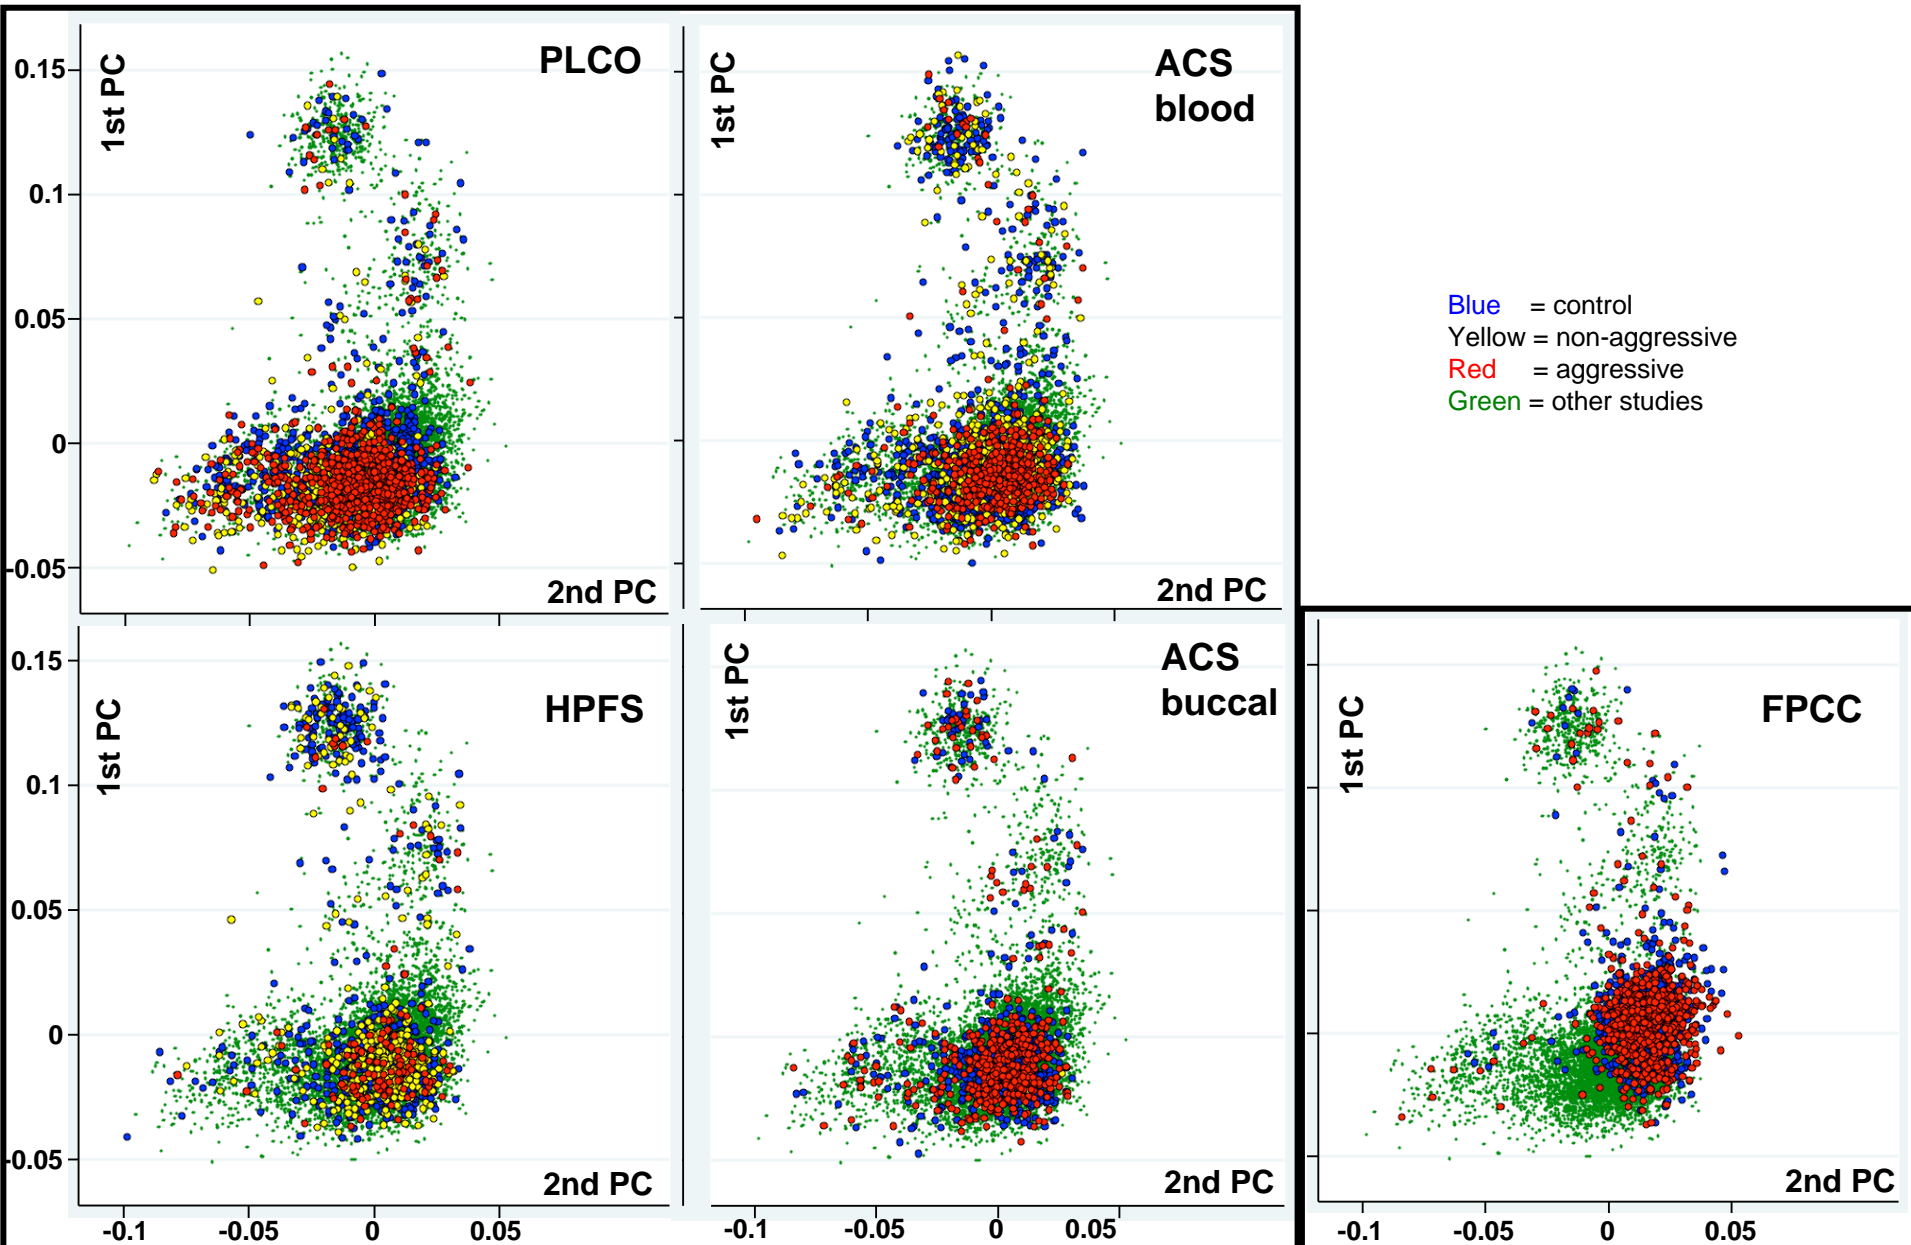 PLCO
1st PC
0.15
0.1
0.05
0
-0.05
2nd PC
ACS
blood
1st PC
2nd PC
Blue = control
Yellow = non-aggressive
Red = aggressive
Green = other studies
HPFS
1st PC
0.15
0.1
0.05
0
-0.05
2nd PC
-0.1 -0.05 0 0.05
ACS
buccal
1st PC
2nd PC
-0.1 -0.05 0 0.05
FPCC
1st PC
2nd PC
-0.1 -0.05 0 0.05